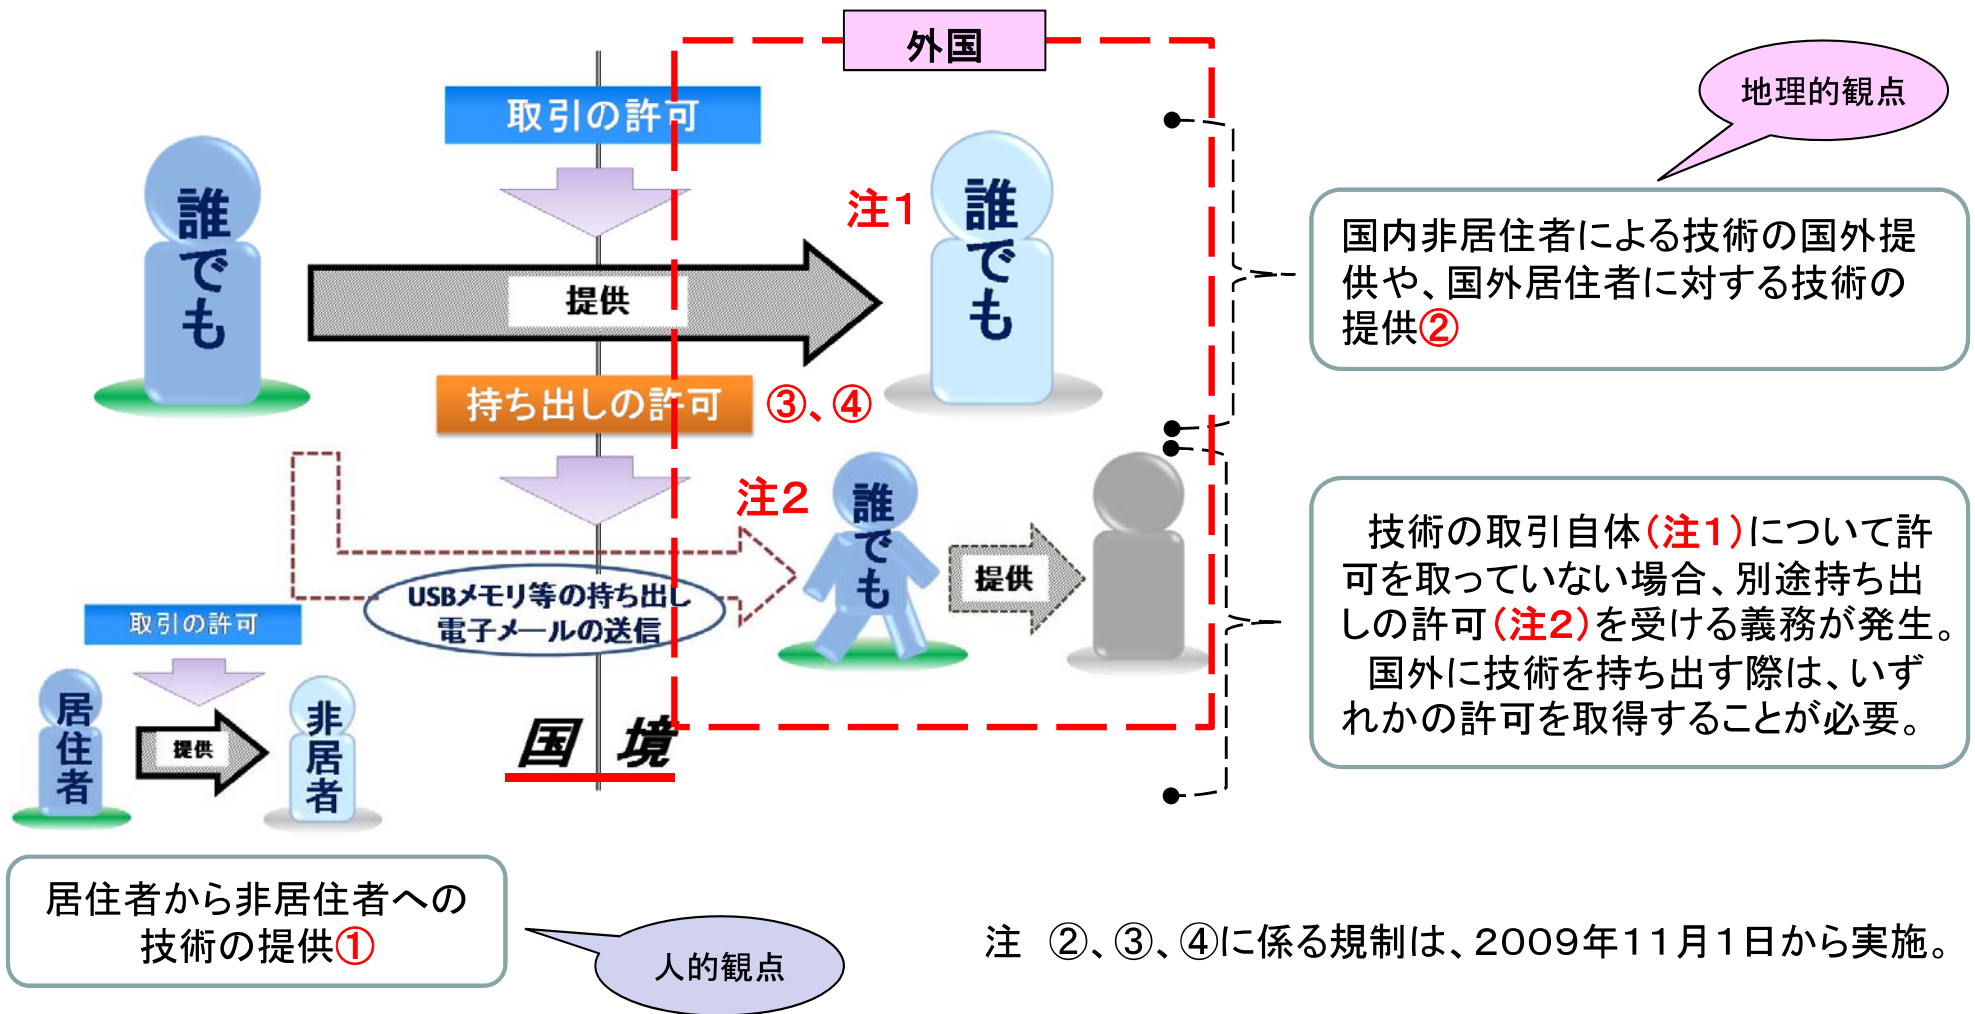 外国
地理的観点
取引の許可
誰でも
注1
誰でも
提供
国内非居住者による技術の国外提
供や、国外居住者に対する技術の
提供②
持ち出しの許可
③、④
注2
誰でも
提供
USBメモリ等の持ち出し
電子メールの送信
技術の取引自体(注1)について許
可を取っていない場合、別途持ち出
しの許可(注2)を受ける義務が発生。
国外に技術を持ち出す際は、いず
れかの許可を取得することが必要。
取引の許可
居住者
提供
非居者
国境
居住者から非居住者への
技術の提供①
人的観点
注 ②、③、④に係る規制は、2009年11月1日から実施。